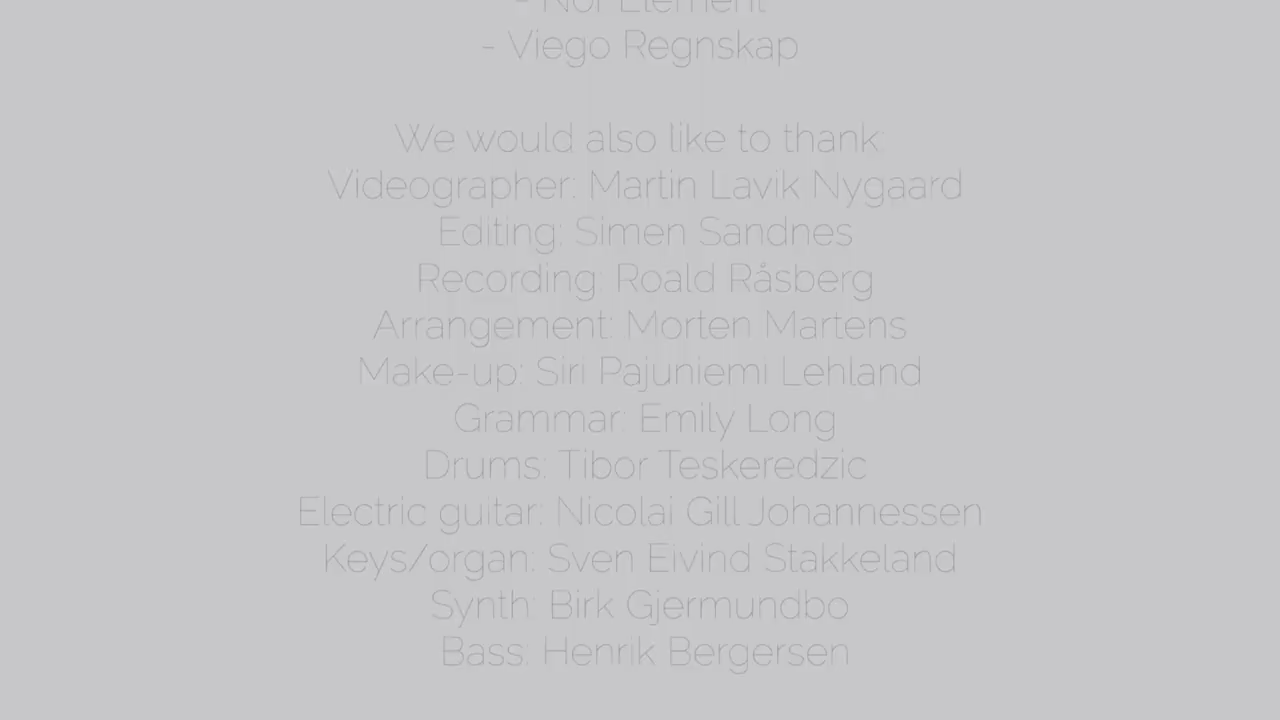 - Nor Element
- Viego Regnskap
We would also like to thank:
Videographer: Martin Lavik Nygaard
Editing: Simen Sandnes
Recording: Roald Råsberg
Arrangement: Morten Martens
Make-up: Siri Pajuniemi Lehland
Grammar: Emily Long
Drums: Tibor Teskeredzic
Electric guitar: Nicolai Gill Johannessen
Keys/organ: Sven Eivind Stakkeland
Synth: Birk Gjermundbo
Bass: Henrik Bergersen